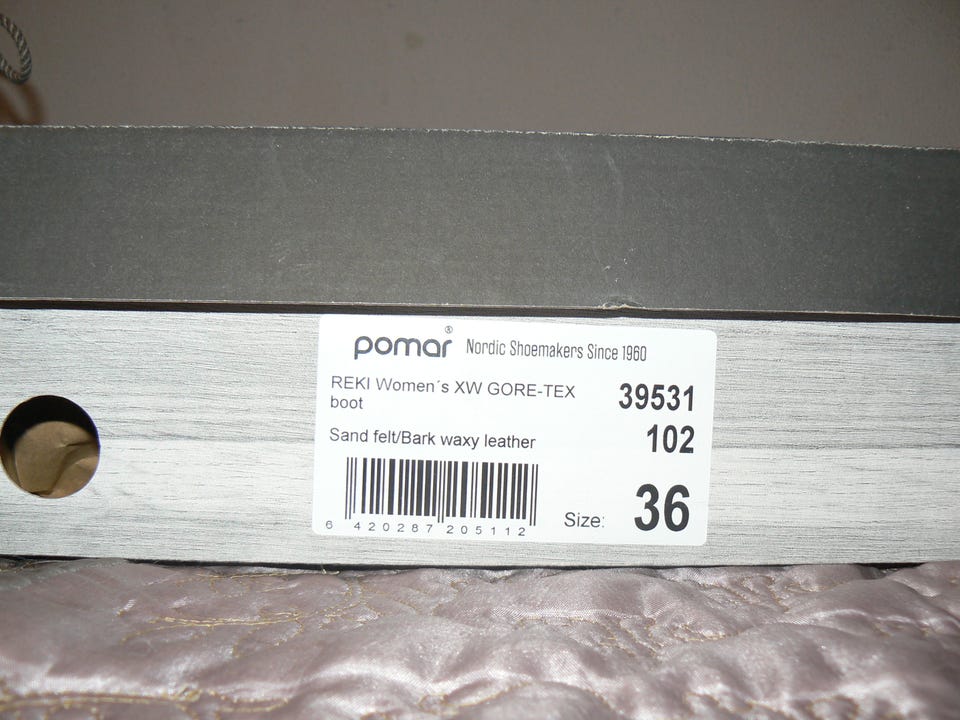 pomar® Nordic Shoemakers Since 1960
REKI Women´s XW GORE-TEX
boot
39531
Sand felt/Bark waxy leather
102
6 420287 205112
Size: 36